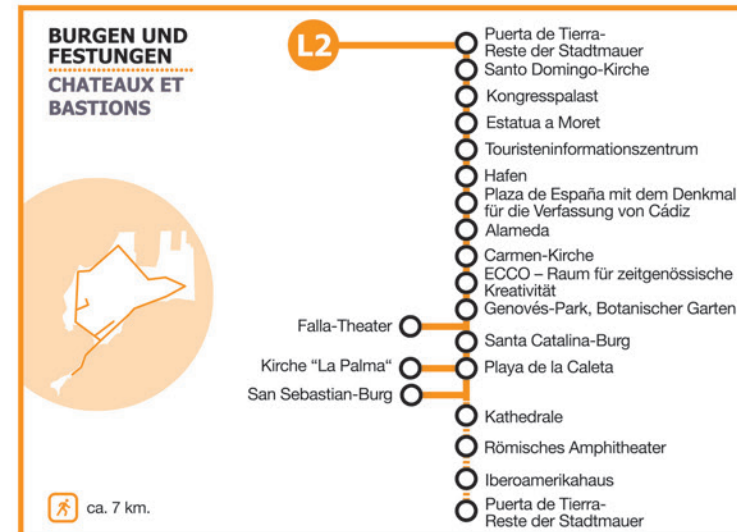 BURGEN UND
FESTUNGEN
CHATEAUX ET
BASTIONS
L2
Puerta de Tierra-
Reste der Stadtmauer
Santo Domingo-Kirche
Kongresspalast
Estatua a Moret
Touristeninformationszentrum
Hafen
Plaza de España mit dem Denkmal
für die Verfassung von Cádiz
Alameda
Carmen-Kirche
ECCO – Raum für zeitgenössische
Kreativität
Genovés-Park, Botanischer Garten
Falla-Theater
Santa Catalina-Burg
Kirche “La Palma“
Playa de la Caleta
San Sebastian-Burg
Kathedrale
Römisches Amphitheater
Iberoamerikahaus
Puerta de Tierra-
Reste der Stadtmauer
ca. 7 km.